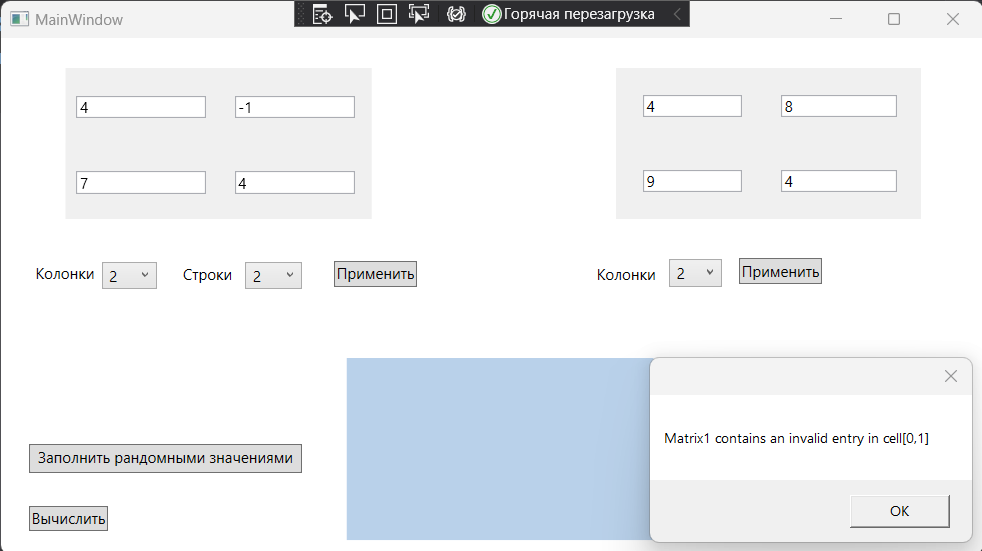 MainWindow
Горячая перезагрузка
4 -1
7 4
4 8
9 4
Колонки 2 Строки 2 Применить
Колонки 2 Применить
Matrix1 contains an invalid entry in cell[0,1]
OK
Заполнить рандомными значениями
Вычислить